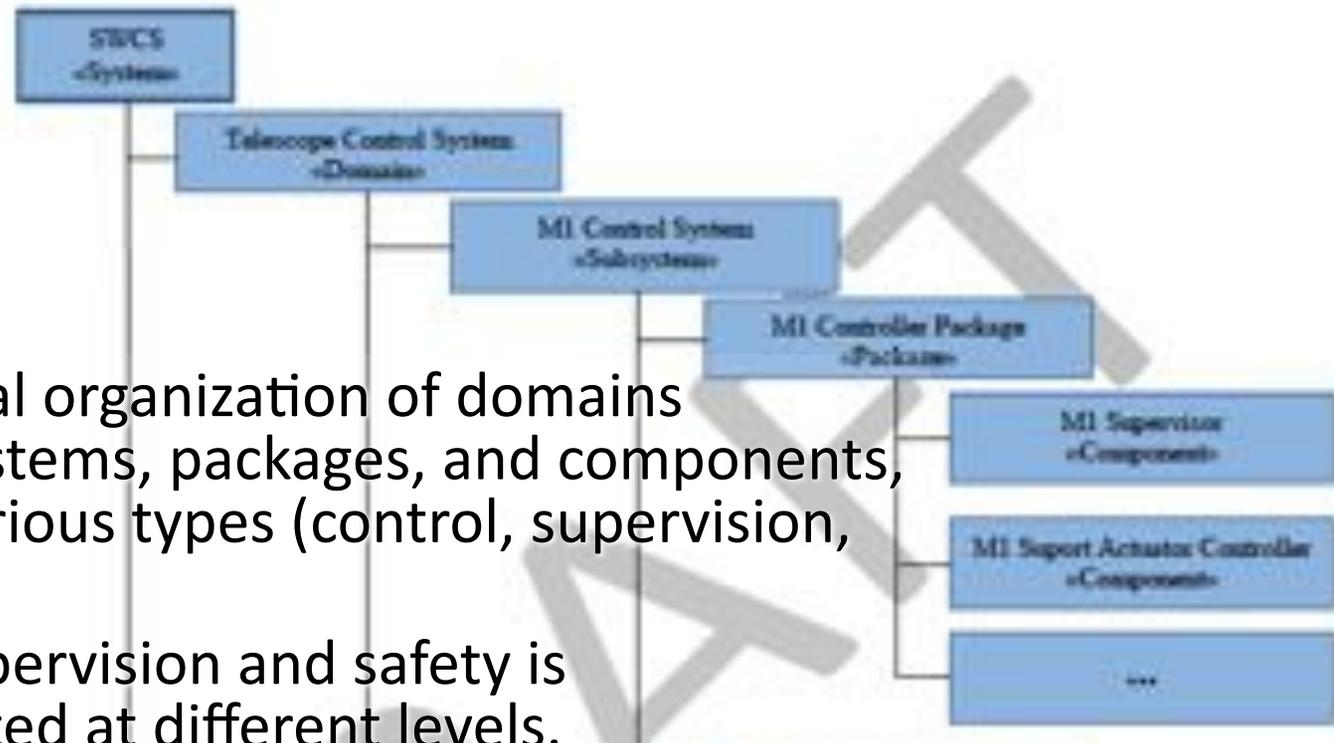 SWCS
«System»
Telescope Control System
«Domain»
M1 Control System
«Subsystem»
M1 Controller Package
«Package»
al organization of domains
stems, packages, and components,
rious types (control, supervision,
M1 Supervisor
«Component»
M1 Suport Actuator Controller
«Component»
...
pervision and safety is
ted at different levels.